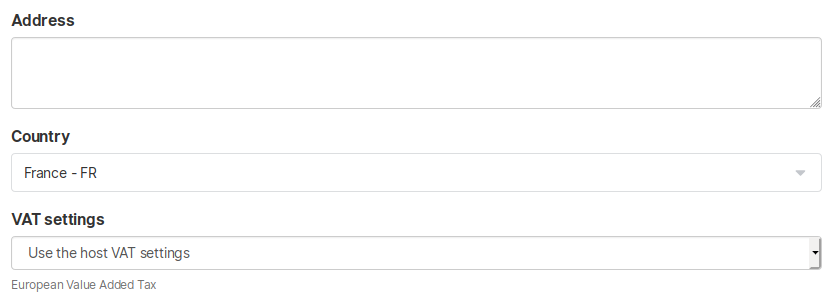 Address
Country
France - FR
VAT settings
Use the host VAT settings
European Value Added Tax